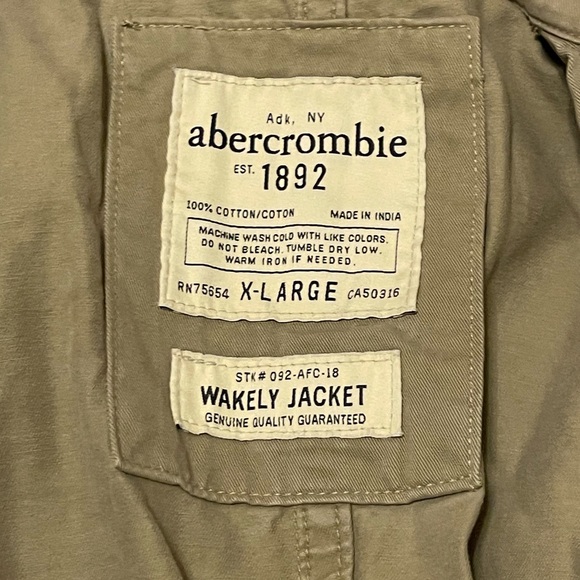 Adk, NY
abercrombie
EST. 1892
100% COTTON/COTON MADE IN INDIA
MACHINE WASH COLD WITH LIKE COLORS.
DO NOT BLEACH. TUMBLE DRY LOW.
WARM IRON IF NEEDED.
RN75654 X-LARGE CA50316
STK# 092-AFC-18
WAKELY JACKET
GENUINE QUALITY GUARANTEED